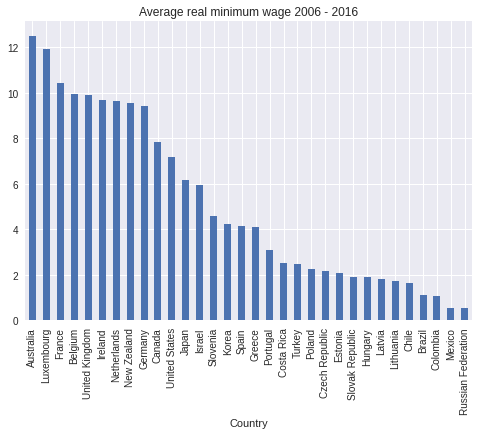 Average real minimum wage 2006 - 2016
12
10
8
6
4
2
0
Australia
Luxembourg
France
Belgium
United Kingdom
Ireland
Netherlands
New Zealand
Germany
Canada
United States
Japan
Israel
Slovenia
Korea
Spain
Greece
Portugal
Costa Rica
Turkey
Poland
Czech Republic
Estonia
Slovak Republic
Hungary
Latvia
Lithuania
Chile
Brazil
Colombia
Mexico
Russian Federation
Country